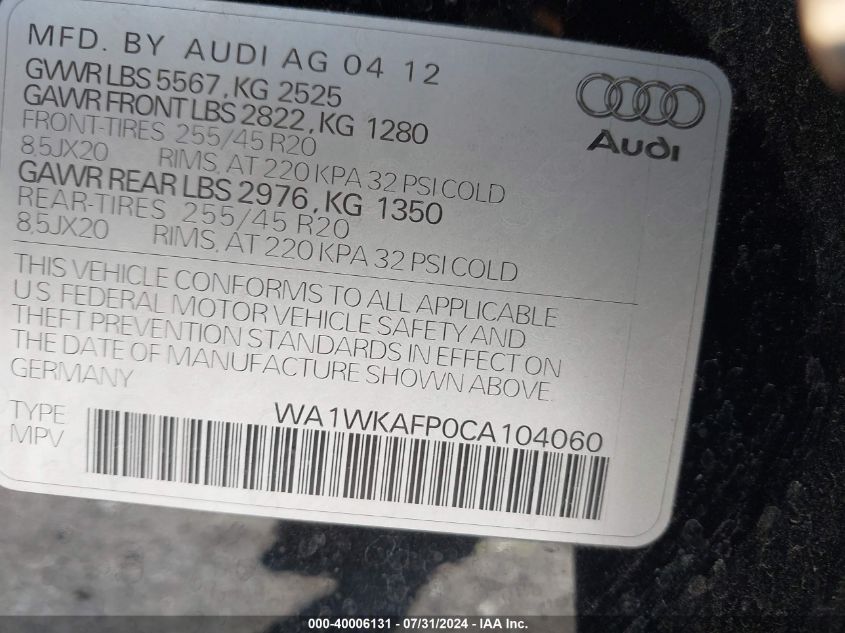 MFD. BY AUDI AG 04 12
GVWR LBS 5567, KG 2525
GAWR FRONT LBS 2822, KG 1280
FRONT-TIRES 255/45 R20
8,5JX20 RIMS, AT 220 KPA 32 PSI COLD
GAWR REAR LBS 2976, KG 1350
REAR-TIRES 255/45 R20
8,5JX20 RIMS, AT 220 KPA 32 PSI COLD
Audi
THIS VEHICLE CONFORMS TO ALL APPLICABLE
U S FEDERAL MOTOR VEHICLE SAFETY AND
THEFT PREVENTION STANDARDS IN EFFECT ON
THE DATE OF MANUFACTURE SHOWN ABOVE.
GERMANY
TYPE WA1WKAFP0CA104060
MPV
000-40006131 - 07/31/2024 - IAA Inc.